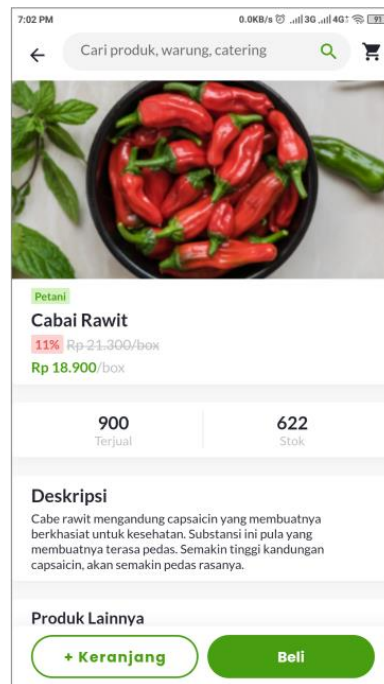 7:02 PM 0.0KB/s 3G 4G 91
Cari produk, warung, catering
Petani
Cabai Rawit
11% Rp 21.300/box
Rp 18.900/box
900 622
Terjual Stok
Deskripsi
Cabe rawit mengandung capsaicin yang membuatnya
berkhasiat untuk kesehatan. Substansi ini pula yang
membuatnya terasa pedas. Semakin tinggi kandungan
capsaicin, akan semakin pedas rasanya.
Produk Lainnya
+ Keranjang Beli